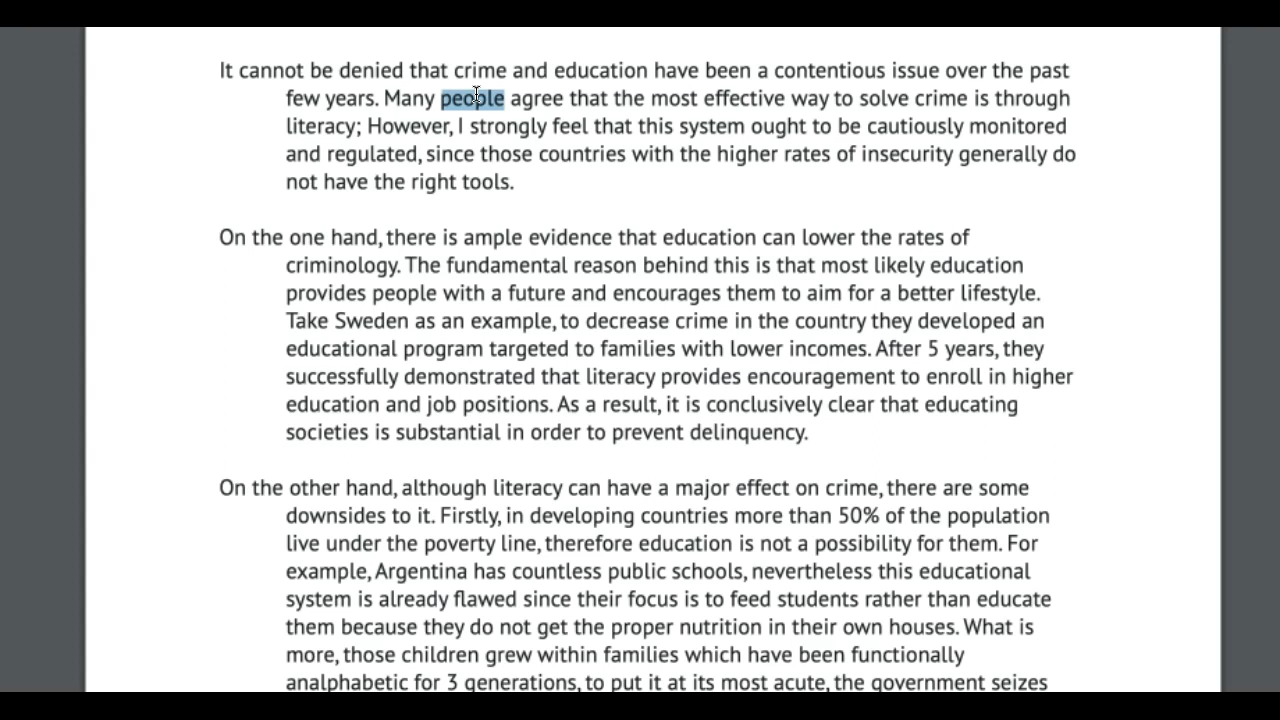 It cannot be denied that crime and education have been a contentious issue over the past
few years. Many people agree that the most effective way to solve crime is through
literacy; However, I strongly feel that this system ought to be cautiously monitored
and regulated, since those countries with the higher rates of insecurity generally do
not have the right tools.
On the one hand, there is ample evidence that education can lower the rates of
criminology. The fundamental reason behind this is that most likely education
provides people with a future and encourages them to aim for a better lifestyle.
Take Sweden as an example, to decrease crime in the country they developed an
educational program targeted to families with lower incomes. After 5 years, they
successfully demonstrated that literacy provides encouragement to enroll in higher
education and job positions. As a result, it is conclusively clear that educating
societies is substantial in order to prevent delinquency.
On the other hand, although literacy can have a major effect on crime, there are some
downsides to it. Firstly, in developing countries more than 50% of the population
live under the poverty line, therefore education is not a possibility for them. For
example, Argentina has countless public schools, nevertheless this educational
system is already flawed since their focus is to feed students rather than educate
them because they do not get the proper nutrition in their own houses. What is
more, those children grew within families which have been functionally
analphabetic for 3 generations, to put it at its most acute, the government seizes